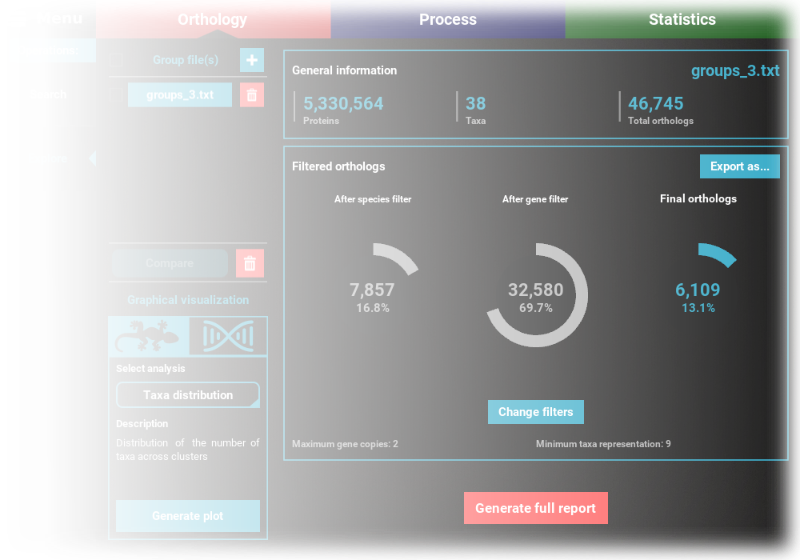 Menu
Orthology
Process
Statistics
Group file(s)
groups_3.txt
Compare
Graphical visualization
Select analysis
Taxa distribution
Description
Distribution of the number of
taxa across clusters
Generate plot
General information
groups_3.txt
5,330,564
Proteins
38
Taxa
46,745
Total orthologs
Filtered orthologs
Export as...
After species filter
After gene filter
Final orthologs
7,857
16.8%
32,580
69.7%
6,109
13.1%
Change filters
Maximum gene copies: 2
Minimum taxa representation: 9
Generate full report